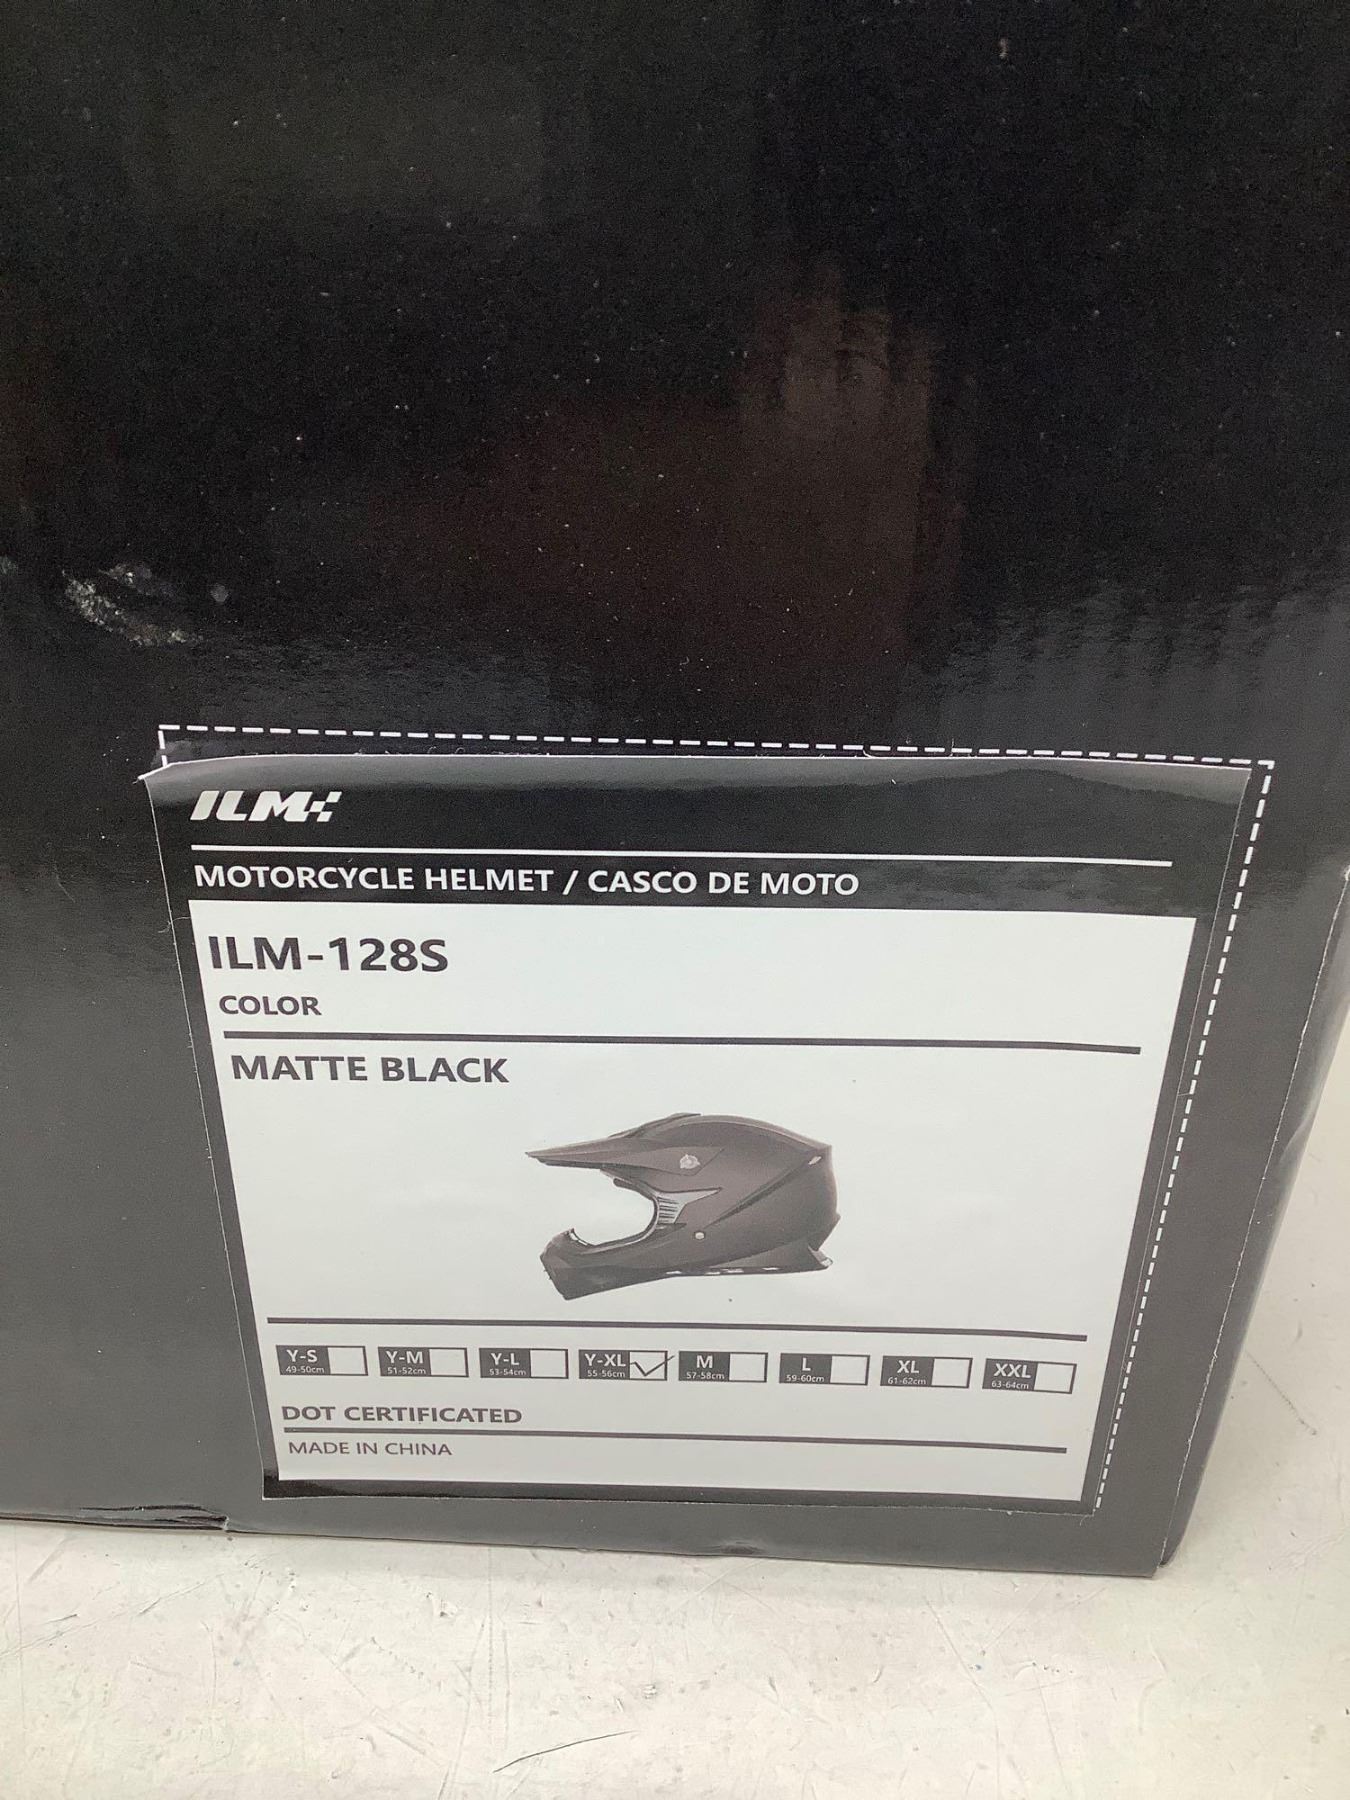 ILM
MOTORCYCLE HELMET / CASCO DE MOTO
ILM-128S
COLOR
MATTE BLACK
Y-S Y-M Y-L Y-XL M L XL XXL
49-50cm 51-52cm 53-54cm 55-56cm 57-58cm 59-60cm 61-62cm 63-64cm
DOT CERTIFICATED
MADE IN CHINA